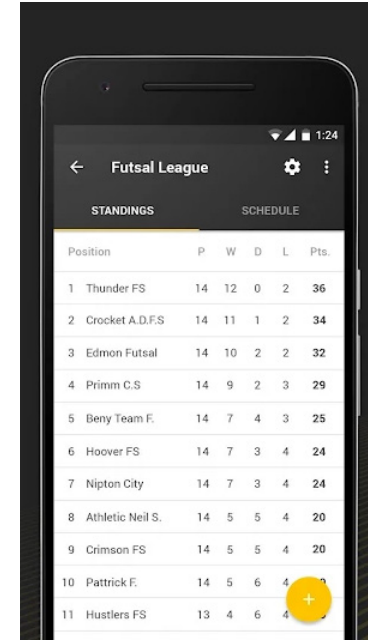 1:24
Futsal League
STANDINGS SCHEDULE
Position P W D L Pts.
1 Thunder FS 14 12 0 2 36
2 Crocket A.D.F.S 14 11 1 2 34
3 Edmon Futsal 14 10 2 2 32
4 Primm C.S 14 9 2 3 29
5 Beny Team F. 14 7 4 3 25
6 Hoover FS 14 7 3 4 24
7 Nipton City 14 7 3 4 24
8 Athletic Neil S. 14 5 5 4 20
9 Crimson FS 14 5 5 4 20
10 Pattrick F. 14 5 6 4
11 Hustlers FS 13 4 6